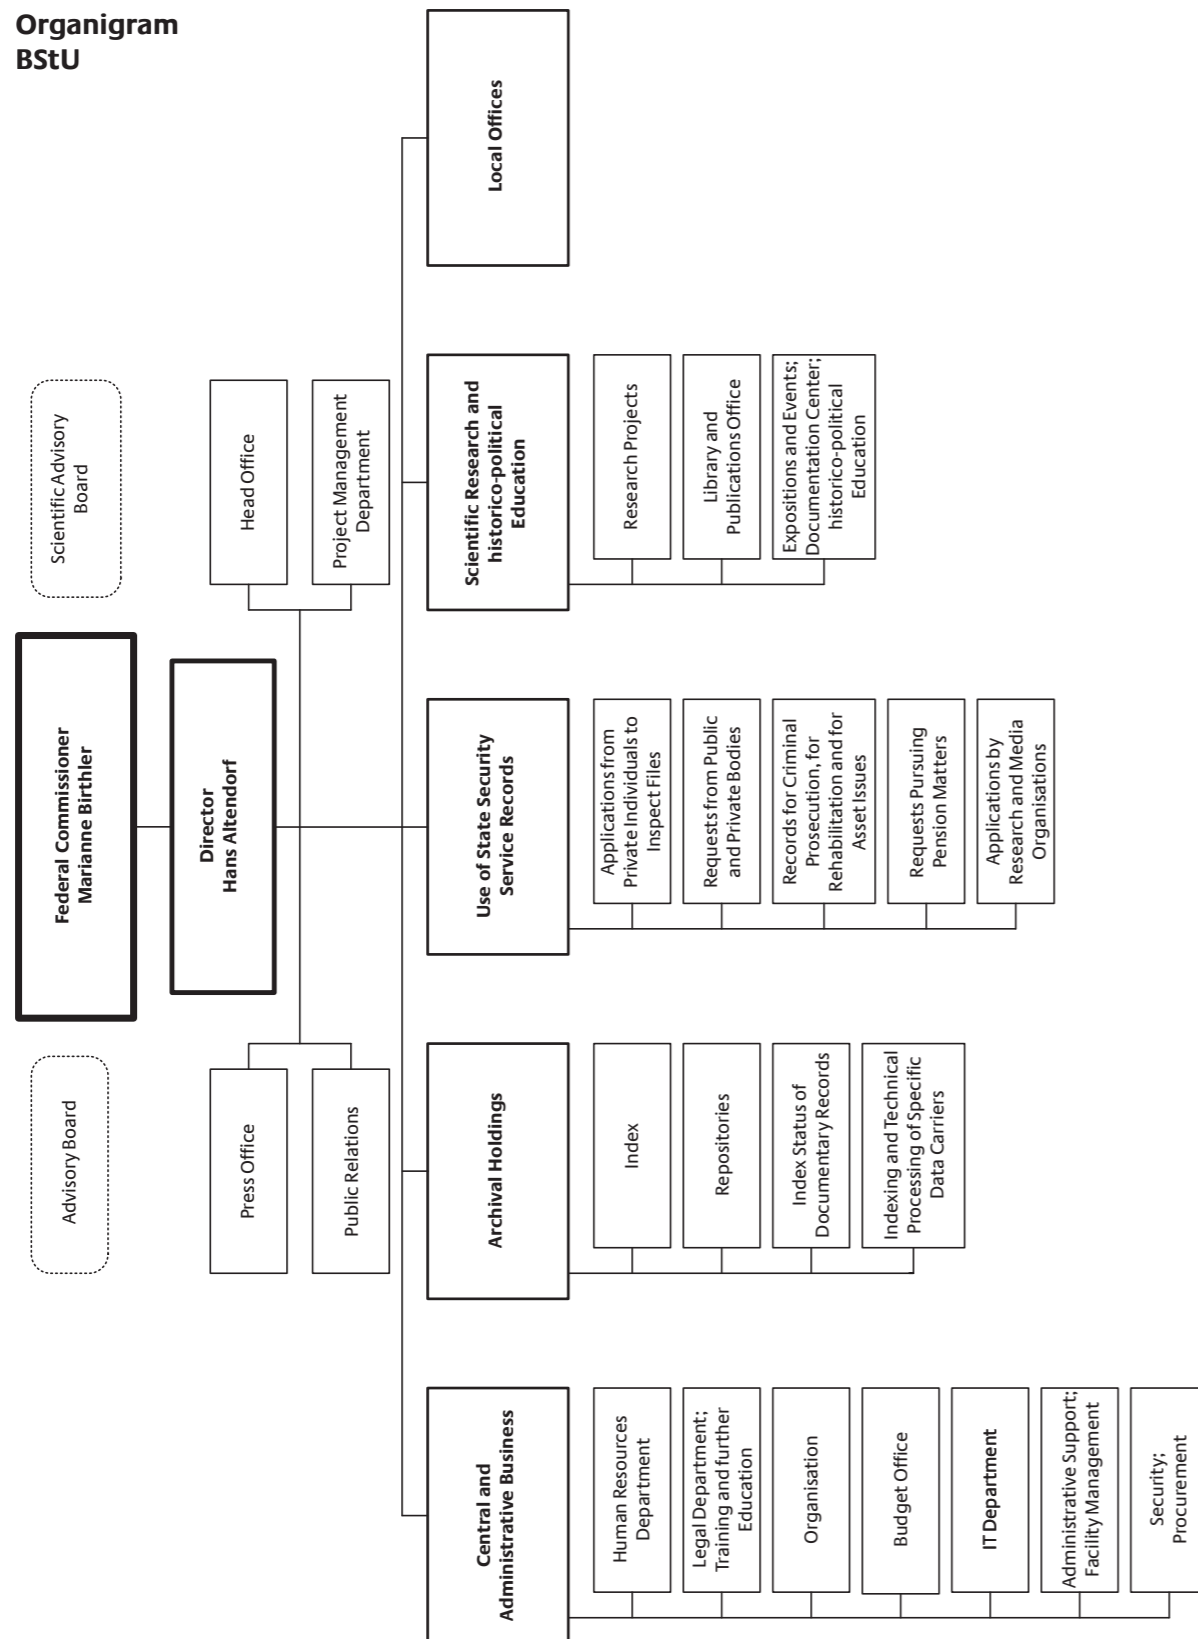 Organigram
BStU
Federal Commissioner
Marianne Birthler
Director
Hans Altendorf
Advisory Board
Scientific Advisory
Board
Press Office
Public Relations
Head Office
Project Management
Department
Central and
Administrative Business
Human Resources
Department
Legal Department;
Training and further
Education
Organisation
Budget Office
IT Department
Administrative Support;
Facility Management
Security;
Procurement
Archival Holdings
Index
Repositories
Index Status of
Documentary Records
Indexing and Technical
Processing of Specific
Data Carriers
Use of State Security
Service Records
Applications from
Private Individuals to
Inspect Files
Requests from Public
and Private Bodies
Records for Criminal
Prosecution, for
Rehabilitation and for
Asset Issues
Requests Pursuing
Pension Matters
Applications by
Research and Media
Organisations
Scientific Research and
historico-political
Education
Research Projects
Library and
Publications Office
Expositions and Events;
Documentation Center;
historico-political
Education
Local Offices